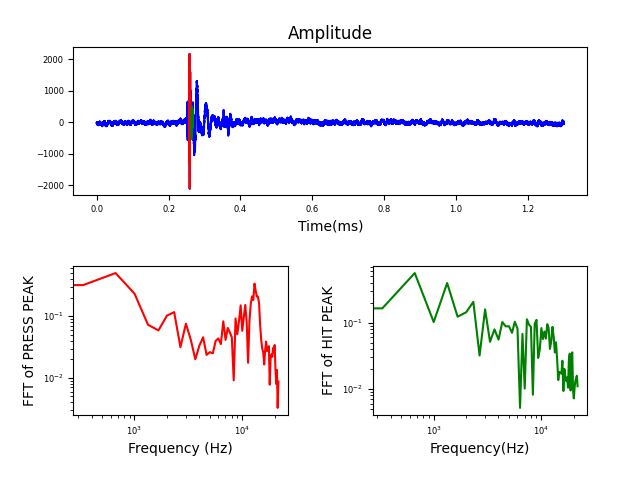 Amplitude
2000
1000
0
−1000
−2000
0.0 0.2 0.4 0.6 0.8 1.0 1.2
Time(ms)
FFT of PRESS PEAK
10⁻¹
10⁻²
10³ 10⁴
Frequency (Hz)
FFT of HIT PEAK
10⁻¹
10⁻²
10³ 10⁴
Frequency(Hz)